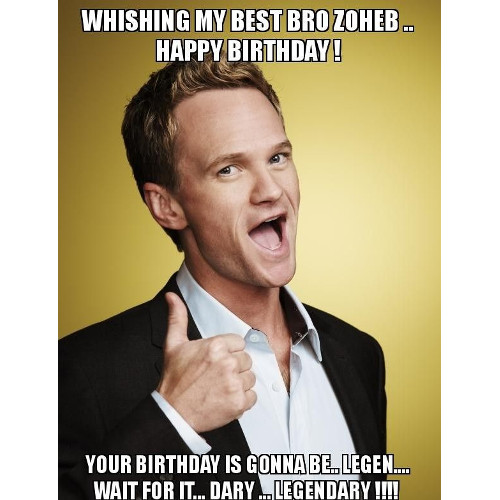 WHISHING MY BEST BRO ZOHEB ..
HAPPY BIRTHDAY !
YOUR BIRTHDAY IS GONNA BE.. LEGEN....
WAIT FOR IT... DARY ... LEGENDARY !!!!